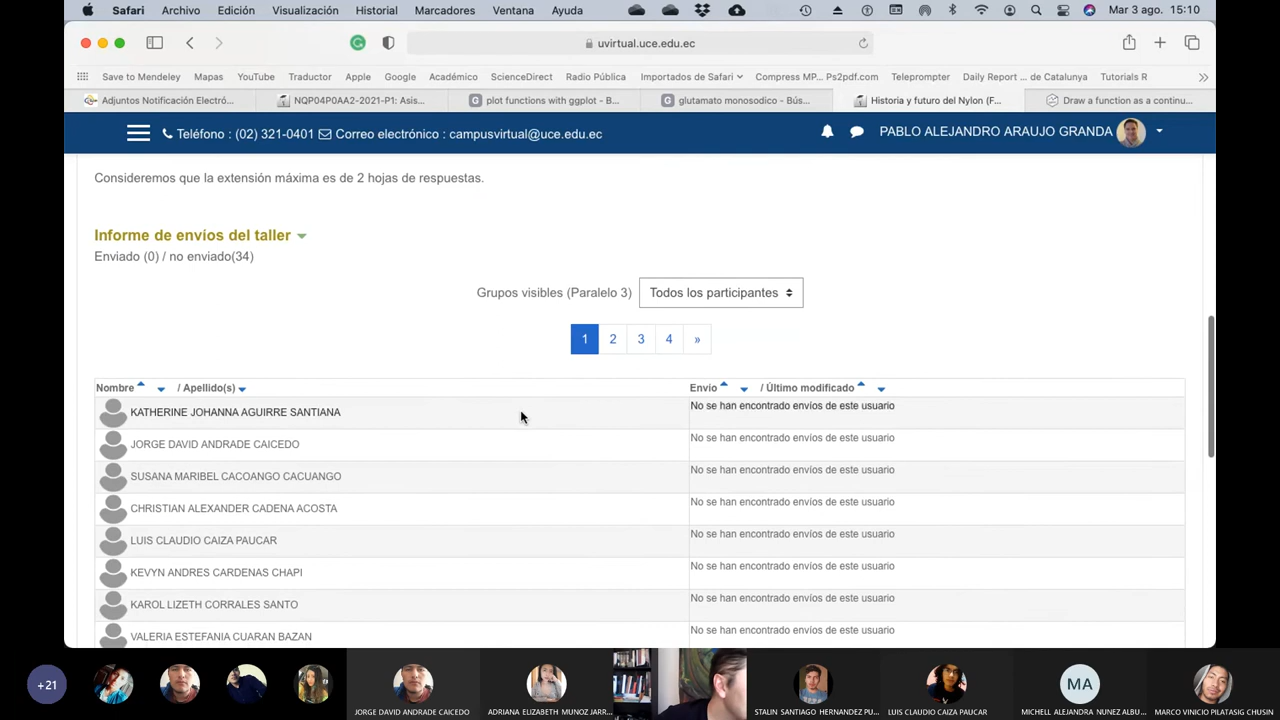 Safari Archivo Edición Visualización Historial Marcadores Ventana Ayuda Mar 3 ago. 15:10
uvirtual.uce.edu.ec
Save to Mendeley Mapas YouTube Traductor Apple Google Académico ScienceDirect Radio Pública Importados de Safari Compress MP... Ps2pdf.com Teleprompter Daily Report ... de Catalunya Tutorials R
Adjuntos Notificación Electró... NQP04P0AA2-2021-P1: Asis... plot functions with ggplot - B... glutamato monosodico - Bús... Historia y futuro del Nylon (F... Draw a function as a continu...
Teléfono : (02) 321-0401 Correo electrónico : campusvirtual@uce.edu.ec PABLO ALEJANDRO ARAUJO GRANDA
Consideremos que la extensión máxima es de 2 hojas de respuestas.
Informe de envios del taller
Enviado (0) / no enviado(34)
Grupos visibles (Paralelo 3) Todos los participantes
1 2 3 4 »
Nombre / Apellido(s) Envio / Último modificado
KATHERINE JOHANNA AGUIRRE SANTIANA No se han encontrado envíos de este usuario
JORGE DAVID ANDRADE CAICEDO No se han encontrado envíos de este usuario
SUSANA MARIBEL CACOANGO CACUANGO No se han encontrado envíos de este usuario
CHRISTIAN ALEXANDER CADENA ACOSTA No se han encontrado envíos de este usuario
LUIS CLAUDIO CAIZA PAUCAR No se han encontrado envíos de este usuario
KEVYN ANDRES CARDENAS CHAPI No se han encontrado envíos de este usuario
KAROL LIZETH CORRALES SANTO No se han encontrado envíos de este usuario
VALERIA ESTEFANIA CUARAN BAZAN No se han encontrado envíos de este usuario
+21 MA
JORGE DAVID ANDRADE CAICEDO ADRIANA ELIZABETH MUNOZ JARR... STALIN SANTIAGO HERNANDEZ PU... LUIS CLAUDIO CAIZA PAUCAR MICHELL ALEJANDRA NUNEZ ALBU... MARCO VINICIO PILATASIG CHUSIN